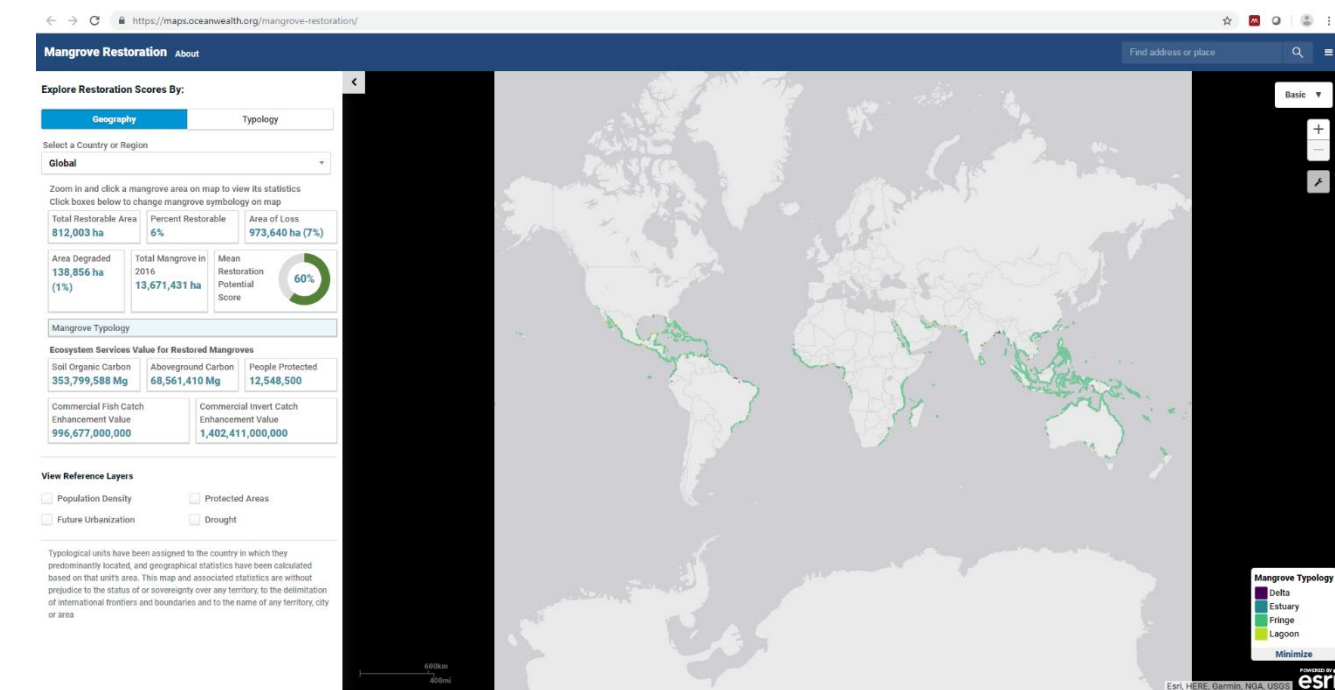 https://maps.oceanwealth.org/mangrove-restoration/
Mangrove Restoration About
Find address or place
Explore Restoration Scores By:
Geography
Typology
Select a Country or Region
Global
Zoom in and click a mangrove area on map to view its statistics
Click boxes below to change mangrove symbology on map
Total Restorable Area
812,003 ha
Percent Restorable
6%
Area of Loss
973,640 ha (7%)
Area Degraded
138,856 ha
(1%)
Total Mangrove in
2016
13,671,431 ha
Mean
Restoration
Potential
Score
60%
Mangrove Typology
Ecosystem Services Value for Restored Mangroves
Soil Organic Carbon
353,799,588 Mg
Aboveground Carbon
68,561,410 Mg
People Protected
12,548,500
Commercial Fish Catch
Enhancement Value
996,677,000,000
Commercial Invert Catch
Enhancement Value
1,402,411,000,000
View Reference Layers
Population Density
Protected Areas
Future Urbanization
Drought
Typological units have been assigned to the country in which they
predominantly located, and geographical statistics have been calculated
based on that unit's area. This map and associated statistics are without
prejudice to the status of or sovereignty over any territory, to the delimitation
of international frontiers and boundaries and to the name of any territory, city
or area
Basic
600km
400mi
Mangrove Typology
Delta
Estuary
Fringe
Lagoon
Minimize
Esri, HERE, Garmin, NGA, USGS
POWERED BY
esri